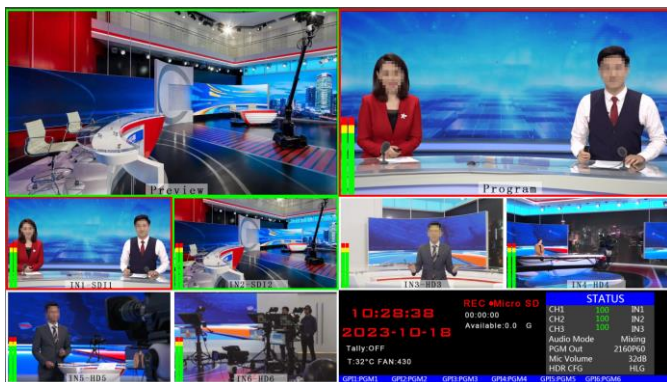 Preview
Program
IN1-SDI1
IN2-SDI2
IN3-HD3
IN4-HD4
IN5-HD5
IN6-HD6
10:28:38
2023-10-18
Tally:OFF
T:32°C FAN:430
REC Micro SD
00:00:00
Available:0.0 G
STATUS
CH1 100 IN1
CH2 100 IN2
CH3 100 IN3
Audio Mode Mixing
PGM Out 2160P60
Mic Volume 32dB
HDR CFG HLG
GPI1:PGM1 GPI2:PGM2 GPI3:PGM3 GPI4:PGM4 GPI5:PGM5 GPI6:PGM6